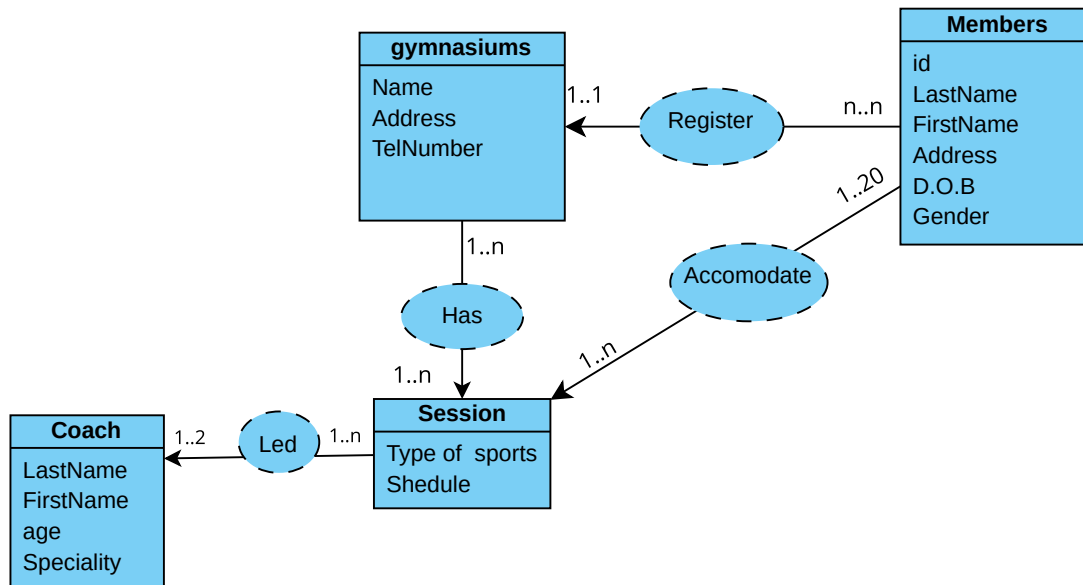 gymnasiums
Name
Address
TelNumber
Members
id
LastName
FirstName
Address
D.O.B
Gender
1..1
Register
n..n
1..20
Accomodate
1..n
1..n
Has
1..n
Session
Type of sports
Shedule
1..n
Led
1..2
Coach
LastName
FirstName
age
Speciality